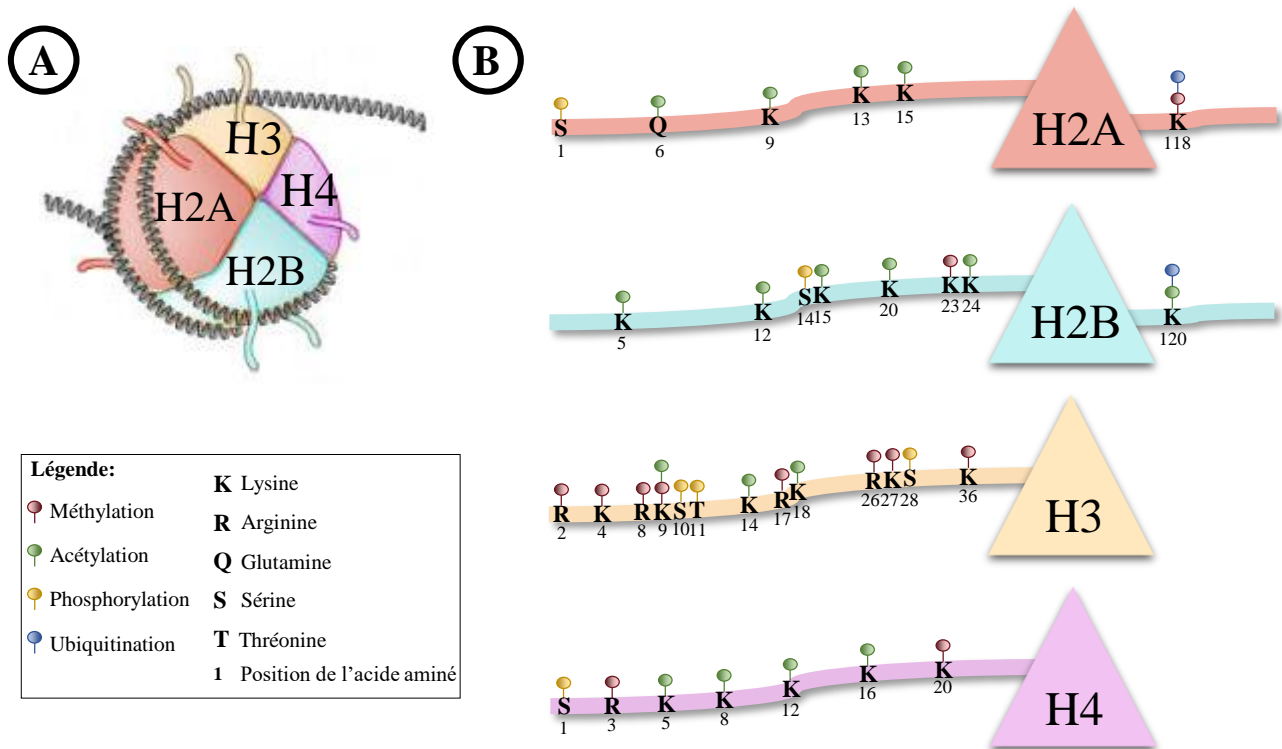 A
H3
H4
H2A
H2B
Légende:
Méthylation
Acétylation
Phosphorylation
Ubiquitination
K Lysine
R Arginine
Q Glutamine
S Sérine
T Thréonine
1 Position de l'acide aminé
B
S Q K K K K
1 6 9 13 15 118
H2A
K K S K K K K K
5 12 14 15 20 23 24 120
H2B
R K R K S T K R K R K S K
2 4 8 9 10 11 14 17 18 26 27 28 36
H3
S R K K K K K
1 3 5 8 12 16 20
H4